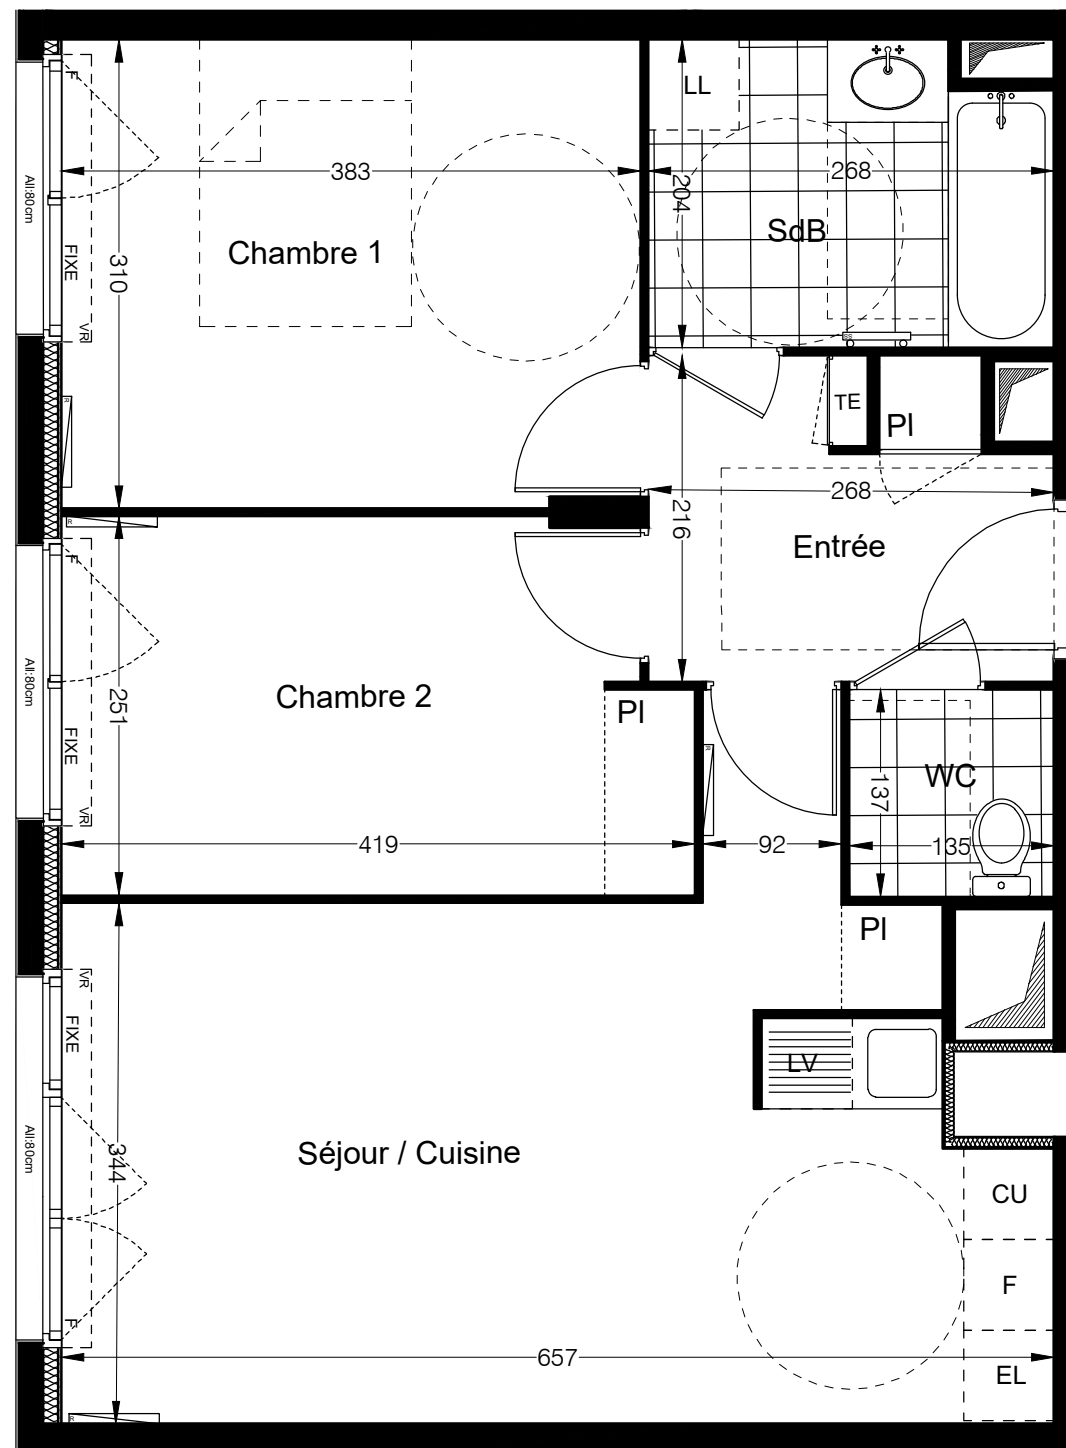 F
LL
All:80cm
383
268
204
SdB
Chambre 1
FIXE
310
VR
R
TE
Pl
268
216
Entrée
R
F
All:80cm
Chambre 2
251
Pl
FIXE
R
WC
137
VR
419
92
135
Pl
VR
FIXE
LV
All:80cm
344
Séjour / Cuisine
CU
F
F
657
EL
R